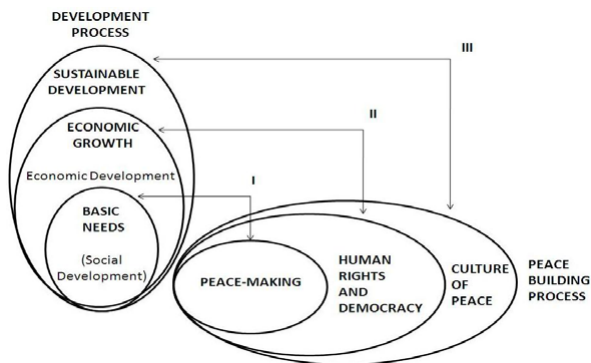 DEVELOPMENT
PROCESS
III
SUSTAINABLE
DEVELOPMENT
II
ECONOMIC
GROWTH
Economic Development
I
BASIC
NEEDS
(Social
Development)
PEACE-MAKING
HUMAN
RIGHTS
AND
DEMOCRACY
CULTURE
OF
PEACE
PEACE
BUILDING
PROCESS